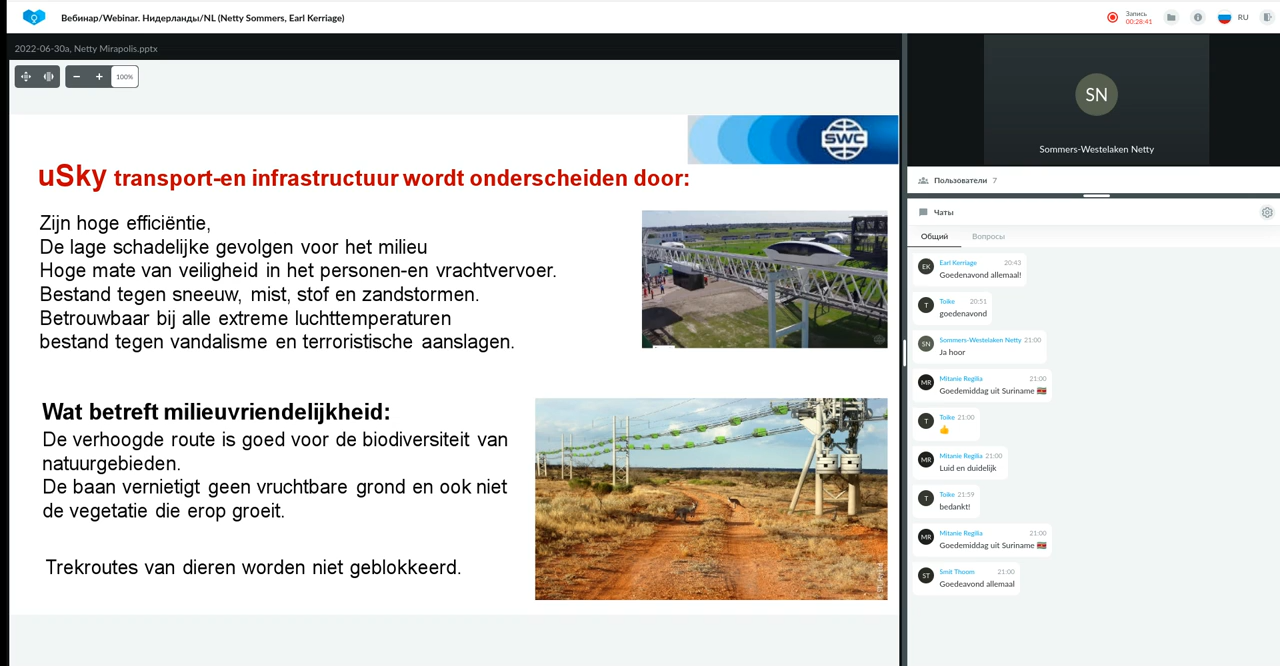 Вебинар/Webinar. Нидерланды/NL (Netty Sommers, Earl Kerriage)
Запись
00:28:41
RU
2022-06-30a, Netty Mirapolis.pptx
100%
SWC
uSky transport-en infrastructuur wordt onderscheiden door:
Zijn hoge efficiëntie,
De lage schadelijke gevolgen voor het milieu
Hoge mate van veiligheid in het personen-en vrachtvervoer.
Bestand tegen sneeuw, mist, stof en zandstormen.
Betrouwbaar bij alle extreme luchttemperaturen
bestand tegen vandalisme en terroristische aanslagen.
Wat betreft milieuvriendelijkheid:
De verhoogde route is goed voor de biodiversiteit van
natuurgebieden.
De baan vernietigt geen vruchtbare grond en ook niet
de vegetatie die erop groeit.
Trekroutes van dieren worden niet geblokkeerd.
SN
Sommers-Westelaken Netty
Пользователи 7
Чаты
Общий Вопросы
EK Earl Kerriage 20:43
Goedenavond allemaal!
T Toike 20:51
goedenavond
SN Sommers-Westelaken Netty 21:00
Ja hoor
MR Mitanie Regilia 21:00
Goedemiddag uit Suriname 🇸🇷
T Toike 21:00
👍
MR Mitanie Regilia 21:00
Luid en duidelijk
T Toike 21:59
bedankt!
MR Mitanie Regilia 21:00
Goedemiddag uit Suriname 🇸🇷
ST Smit Thoom 21:00
Goedeavond allemaal